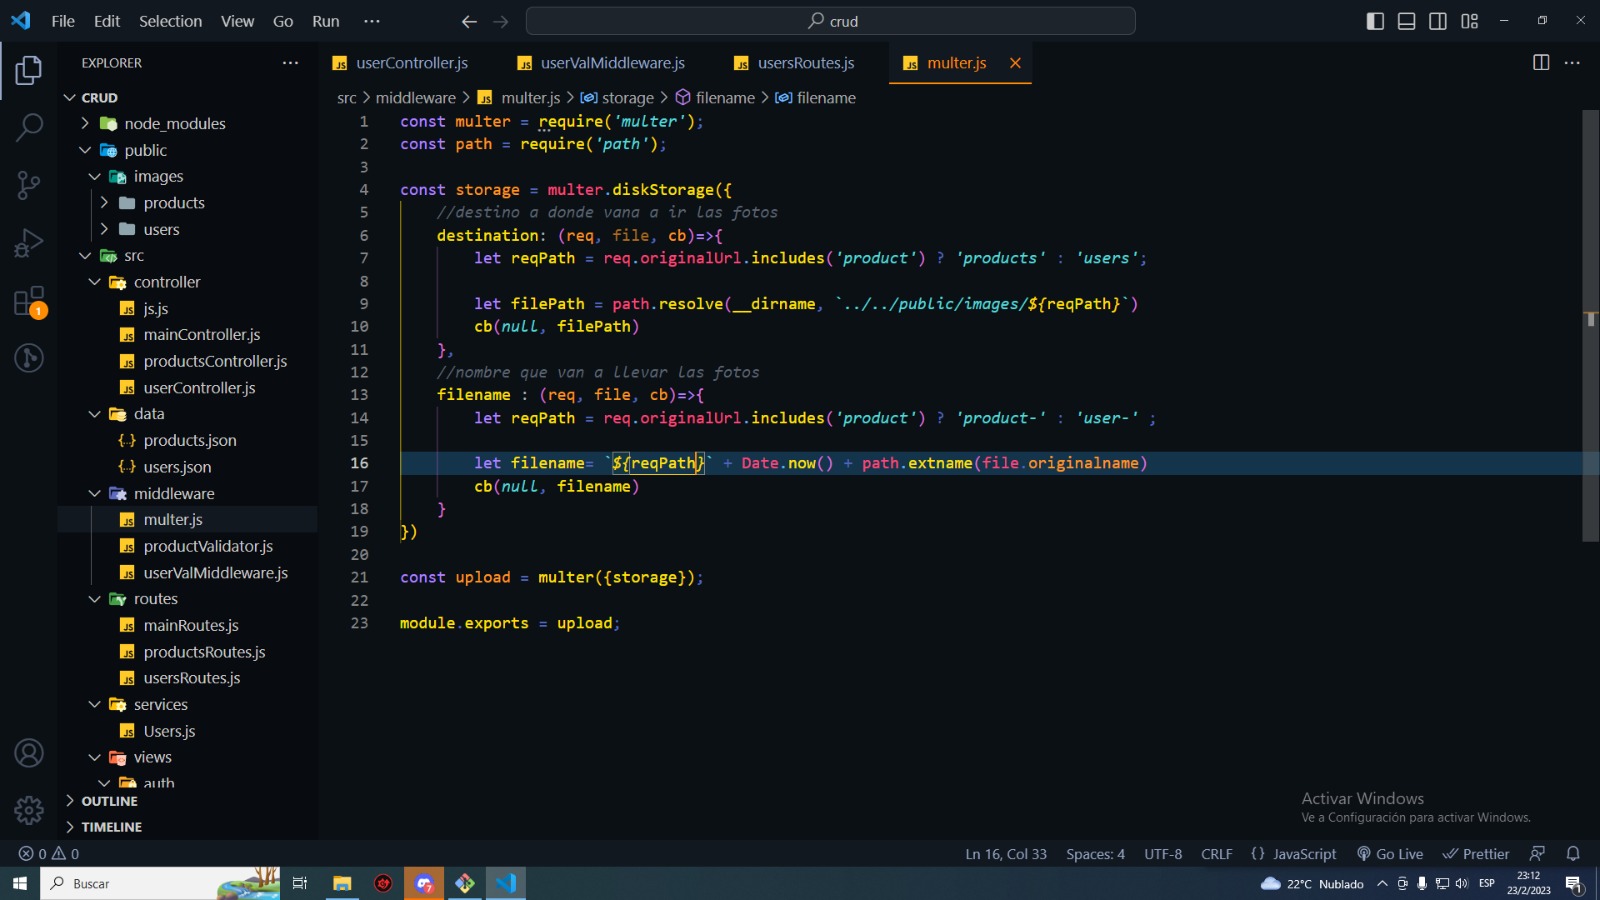 File Edit Selection View Go Run ···
crud
EXPLORER ···
userController.js userValMiddleware.js usersRoutes.js multer.js
src > middleware > multer.js > storage > filename > filename
CRUD
node_modules
public
images
products
users
src
controller
js.js
mainController.js
productsController.js
userController.js
data
products.json
users.json
middleware
multer.js
productValidator.js
userValMiddleware.js
routes
mainRoutes.js
productsRoutes.js
usersRoutes.js
services
Users.js
views
auth
OUTLINE
TIMELINE
1 const multer = require('multer');
2 const path = require('path');
3
4 const storage = multer.diskStorage({
5 //destino a donde vana a ir las fotos
6 destination: (req, file, cb)=>{
7 let reqPath = req.originalUrl.includes('product') ? 'products' : 'users';
8
9 let filePath = path.resolve(__dirname, `../../public/images/${reqPath}`)
10 cb(null, filePath)
11 },
12 //nombre que van a llevar las fotos
13 filename : (req, file, cb)=>{
14 let reqPath = req.originalUrl.includes('product') ? 'product-' : 'user-' ;
15
16 let filename= `${reqPath}` + Date.now() + path.extname(file.originalname)
17 cb(null, filename)
18 }
19 })
20
21 const upload = multer({storage});
22
23 module.exports = upload;
1
Activar Windows
Ve a Configuración para activar Windows.
0 0 Ln 16, Col 33 Spaces: 4 UTF-8 CRLF {} JavaScript Go Live Prettier
Buscar
7
22°C Nublado ESP
23:12
23/2/2023
1